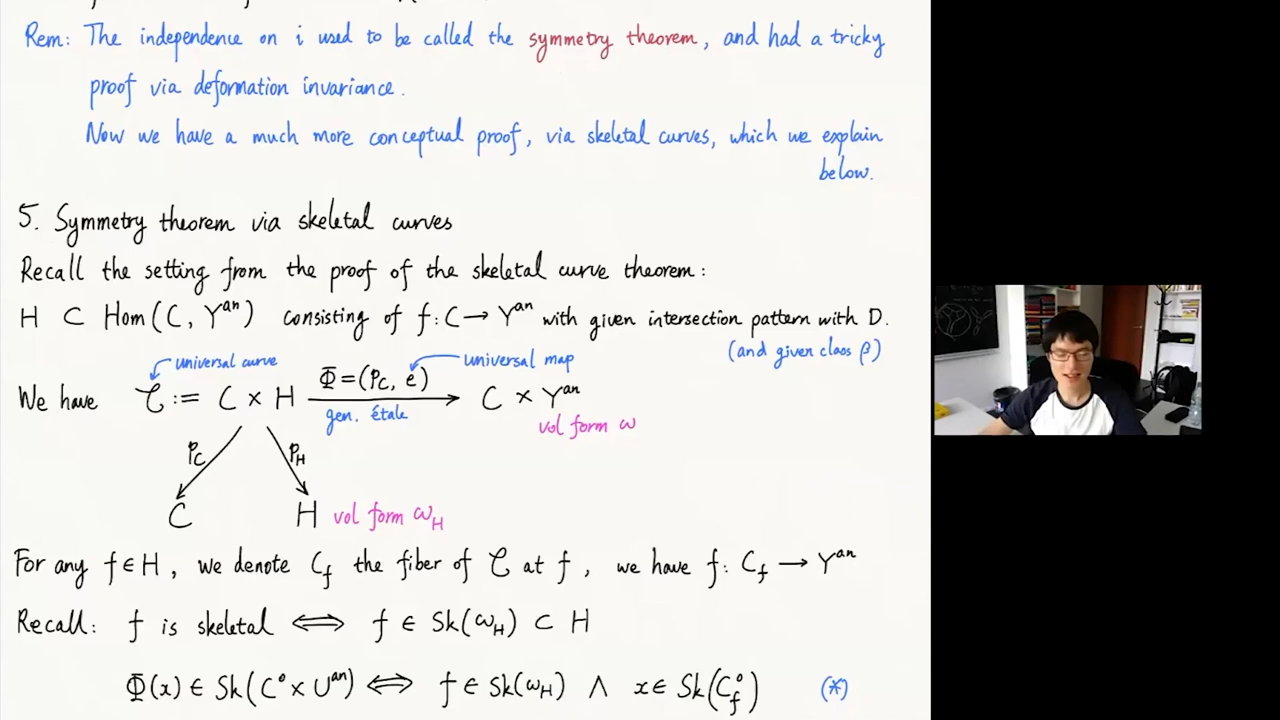 Rem: The independence on i used to be called the symmetry theorem, and had a tricky
proof via deformation invariance.
Now we have a much more conceptual proof, via skeletal curves, which we explain
below.
5. Symmetry theorem via skeletal curves
Recall the setting from the proof of the skeletal curve theorem:
H ⊂ Hom(C, Yᵃⁿ) consisting of f: C → Yᵃⁿ with given intersection pattern with D.
(and given class β)
universal curve
universal map
We have 𝒞 := C × H ⟶ C × Yᵃⁿ
Φ = (p_C, e)
gen. étale
vol form ω
p_C p_H
C H vol form ω_H
For any f ∈ H, we denote C_f the fiber of 𝒞 at f, we have f: C_f → Yᵃⁿ
Recall: f is skeletal ⟺ f ∈ Sk(ω_H) ⊂ H
Φ(x) ∈ Sk(C° × Uᵃⁿ) ⟺ f ∈ Sk(ω_H) ∧ x ∈ Sk(C°_f) (*)